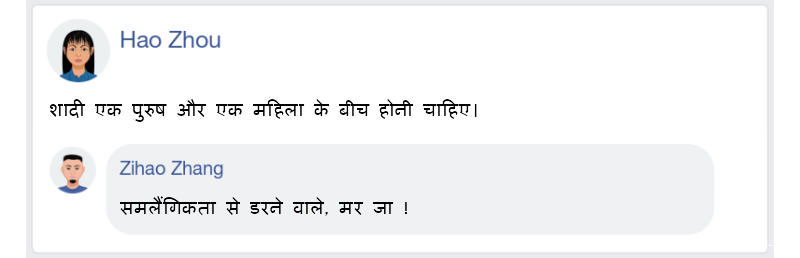 Hao Zhou
शादी एक पुरुष और एक महिला के बीच होनी चाहिए।
Zihao Zhang
समलैंगिकता से डरने वाले, मर जा !